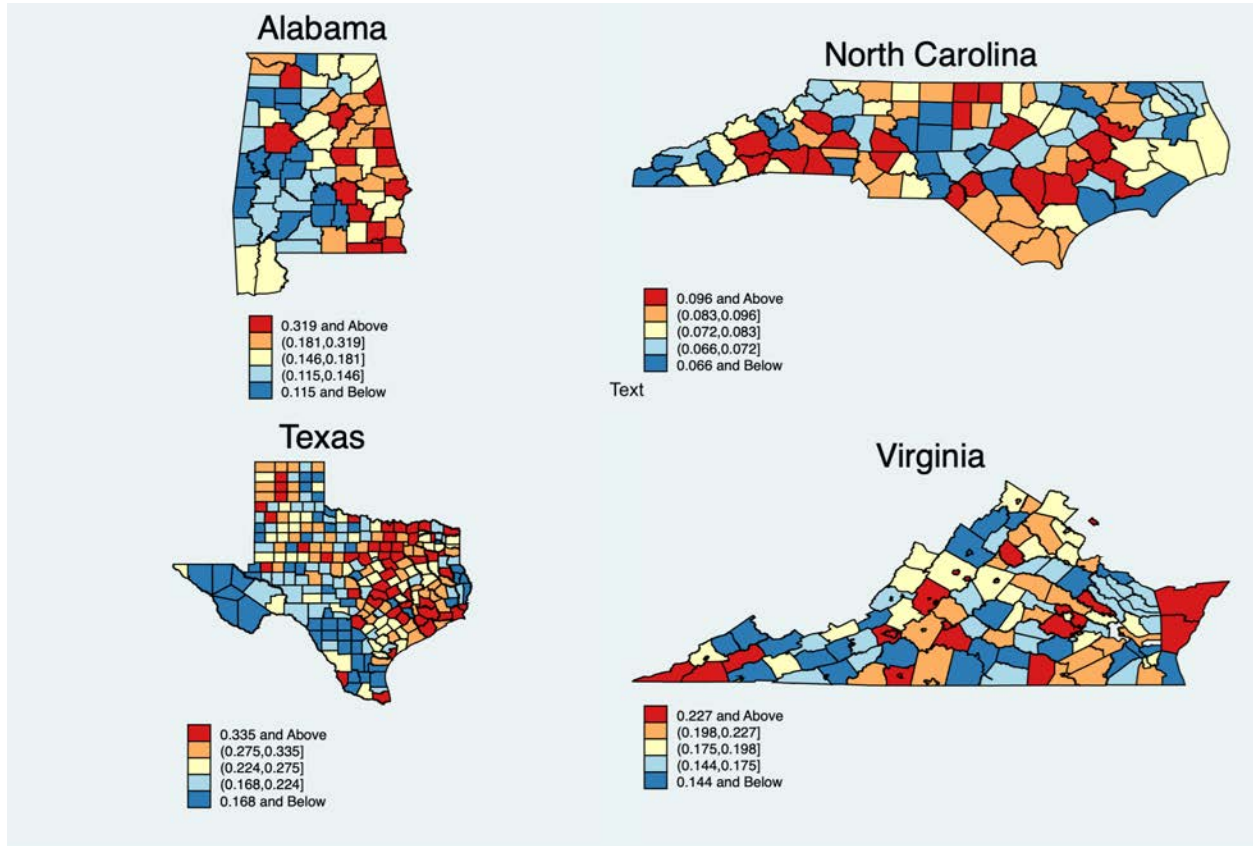 Alabama
0.319 and Above
(0.181,0.319]
(0.146,0.181]
(0.115,0.146]
0.115 and Below
North Carolina
0.096 and Above
(0.083,0.096]
(0.072,0.083]
(0.066,0.072]
0.066 and Below
Text
Texas
0.335 and Above
(0.275,0.335]
(0.224,0.275]
(0.168,0.224]
0.168 and Below
Virginia
0.227 and Above
(0.198,0.227]
(0.175,0.198]
(0.144,0.175]
0.144 and Below